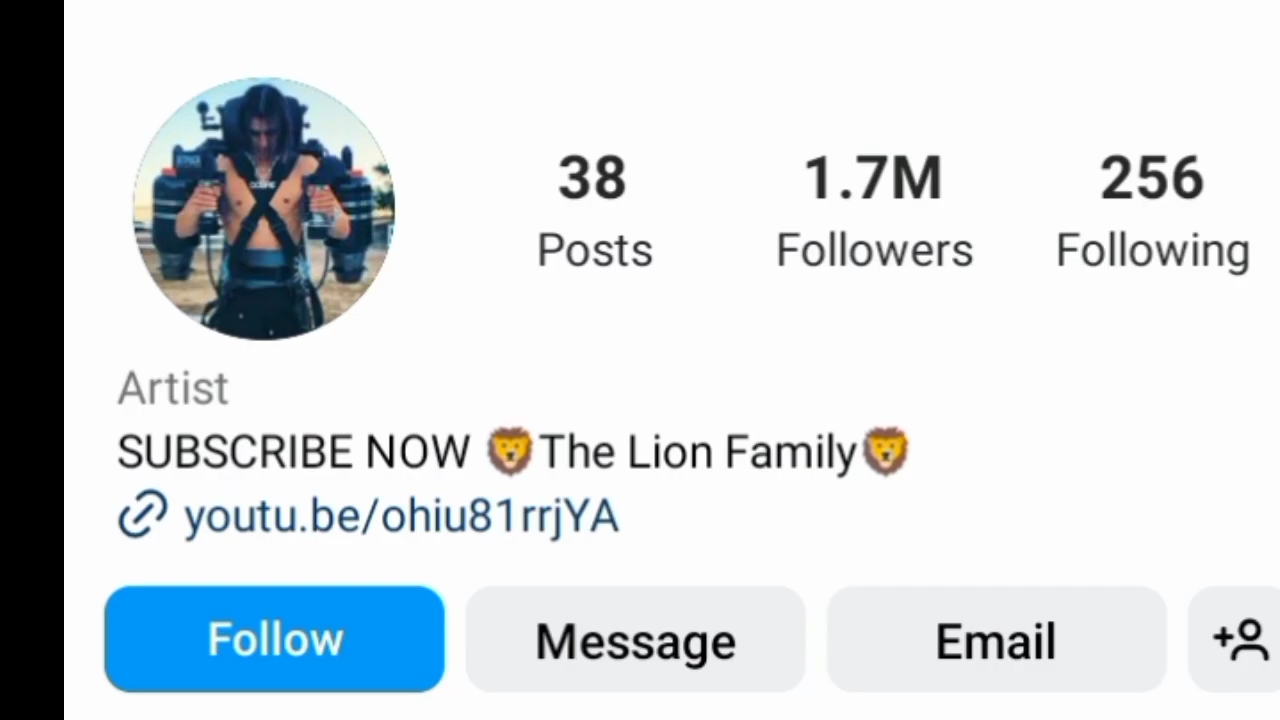 38 1.7M 256
Posts Followers Following
Artist
SUBSCRIBE NOW 🦁The Lion Family🦁
youtu.be/ohiu81rrjYA
Follow Message Email